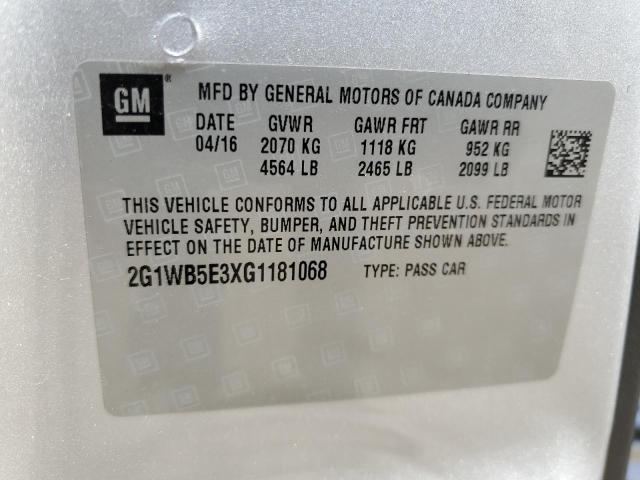 GM ® MFD BY GENERAL MOTORS OF CANADA COMPANY
DATE GVWR GAWR FRT GAWR RR
04/16 2070 KG 1118 KG 952 KG
4564 LB 2465 LB 2099 LB
THIS VEHICLE CONFORMS TO ALL APPLICABLE U.S. FEDERAL MOTOR
VEHICLE SAFETY, BUMPER, AND THEFT PREVENTION STANDARDS IN
EFFECT ON THE DATE OF MANUFACTURE SHOWN ABOVE.
2G1WB5E3XG1181068 TYPE: PASS CAR